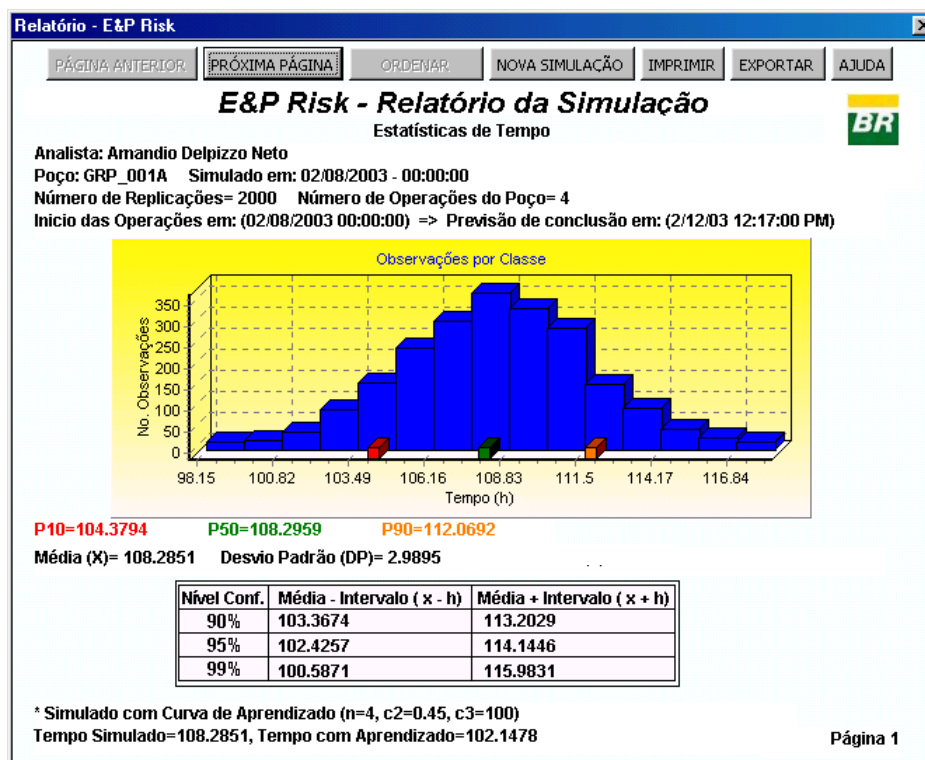 Relatório - E&P Risk
PÁGINA ANTERIOR PRÓXIMA PÁGINA ORDENAR NOVA SIMULAÇÃO IMPRIMIR EXPORTAR AJUDA
E&P Risk - Relatório da Simulação
BR
Estatísticas de Tempo
Analista: Amandio Delpizzo Neto
Poço: GRP_001A Simulado em: 02/08/2003 - 00:00:00
Número de Replicações= 2000 Número de Operações do Poço= 4
Inicio das Operações em: (02/08/2003 00:00:00) => Previsão de conclusão em: (2/12/03 12:17:00 PM)
Observações por Classe
No. Observações
350
300
250
200
150
100
50
0
98.15 100.82 103.49 106.16 108.83 111.5 114.17 116.84
Tempo (h)
P10=104.3794 P50=108.2959 P90=112.0692
Média (X)= 108.2851 Desvio Padrão (DP)= 2.9895
Nível Conf. Média - Intervalo ( x - h) Média + Intervalo ( x + h)
90% 103.3674 113.2029
95% 102.4257 114.1446
99% 100.5871 115.9831
* Simulado com Curva de Aprendizado (n=4, c2=0.45, c3=100)
Tempo Simulado=108.2851, Tempo com Aprendizado=102.1478
Página 1